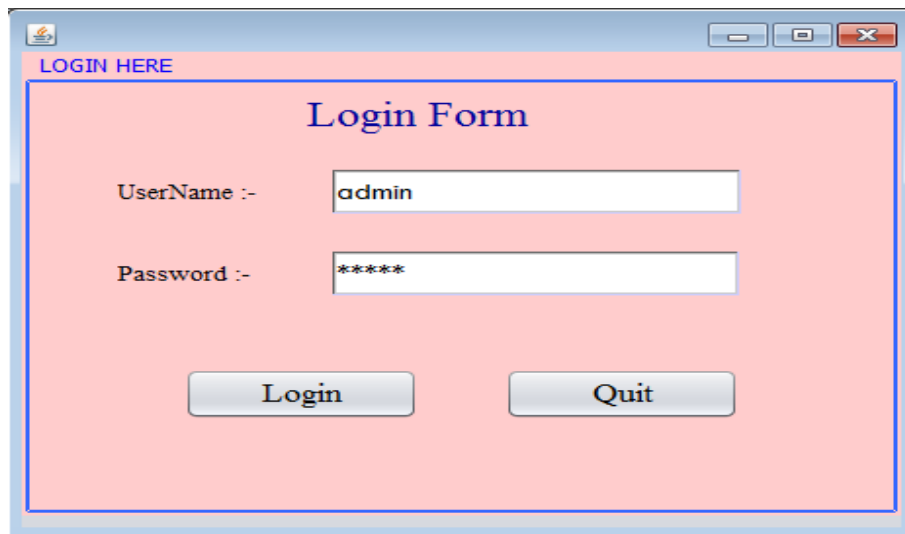 LOGIN HERE
Login Form
UserName :- admin
Password :- *****
Login Quit